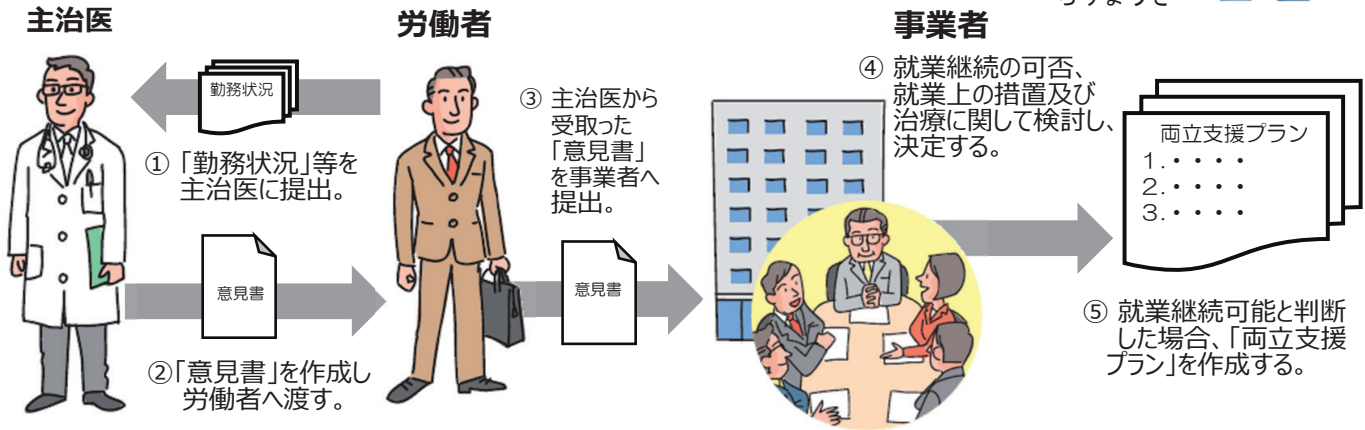 主治医
労働者
事業者
勤務状況
① 「勤務状況」等を
主治医に提出。
意見書
②「意見書」を作成し
労働者へ渡す。
③ 主治医から
受取った
「意見書」
を事業者へ
提出。
意見書
④ 就業継続の可否、
就業上の措置及び
治療に関して検討し、
決定する。
両立支援プラン
1.・・・・
2.・・・・
3.・・・・
⑤ 就業継続可能と判断
した場合、「両立支援
プラン」を作成する。